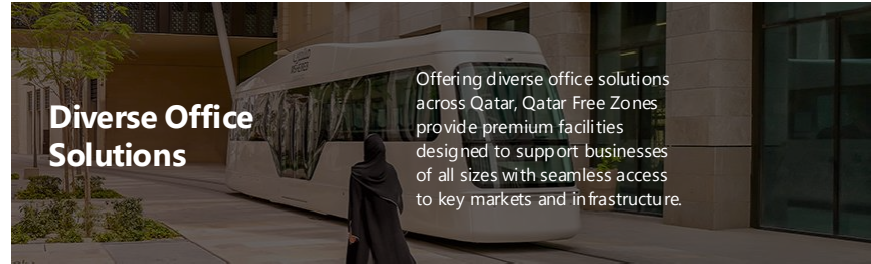 Diverse Office
Solutions
Offering diverse office solutions
across Qatar, Qatar Free Zones
provide premium facilities
designed to support businesses
of all sizes with seamless access
to key markets and infrastructure.